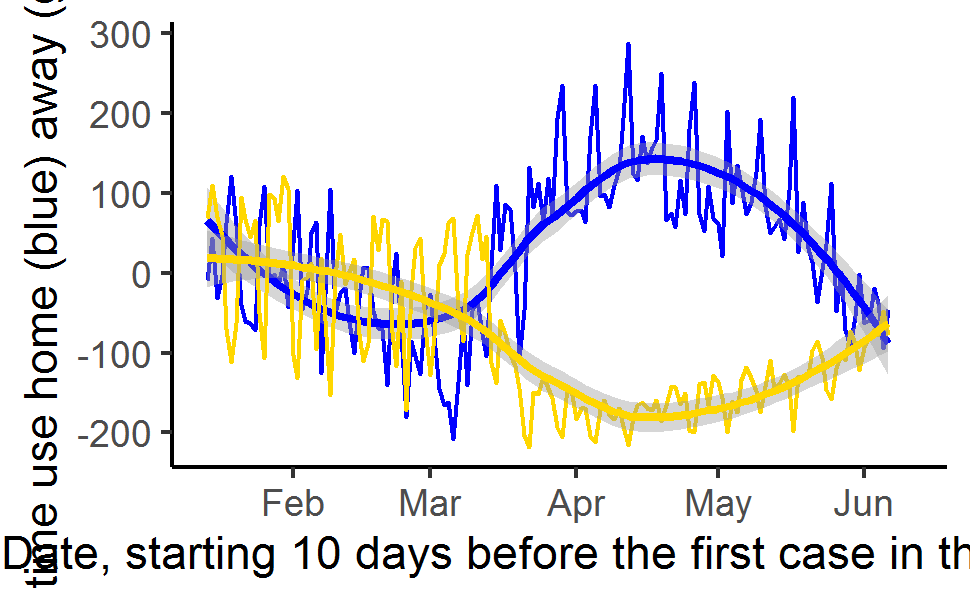 time use home (blue) away (
300
200
100
0
-100
-200
Feb Mar Apr May Jun
Date, starting 10 days before the first case in th